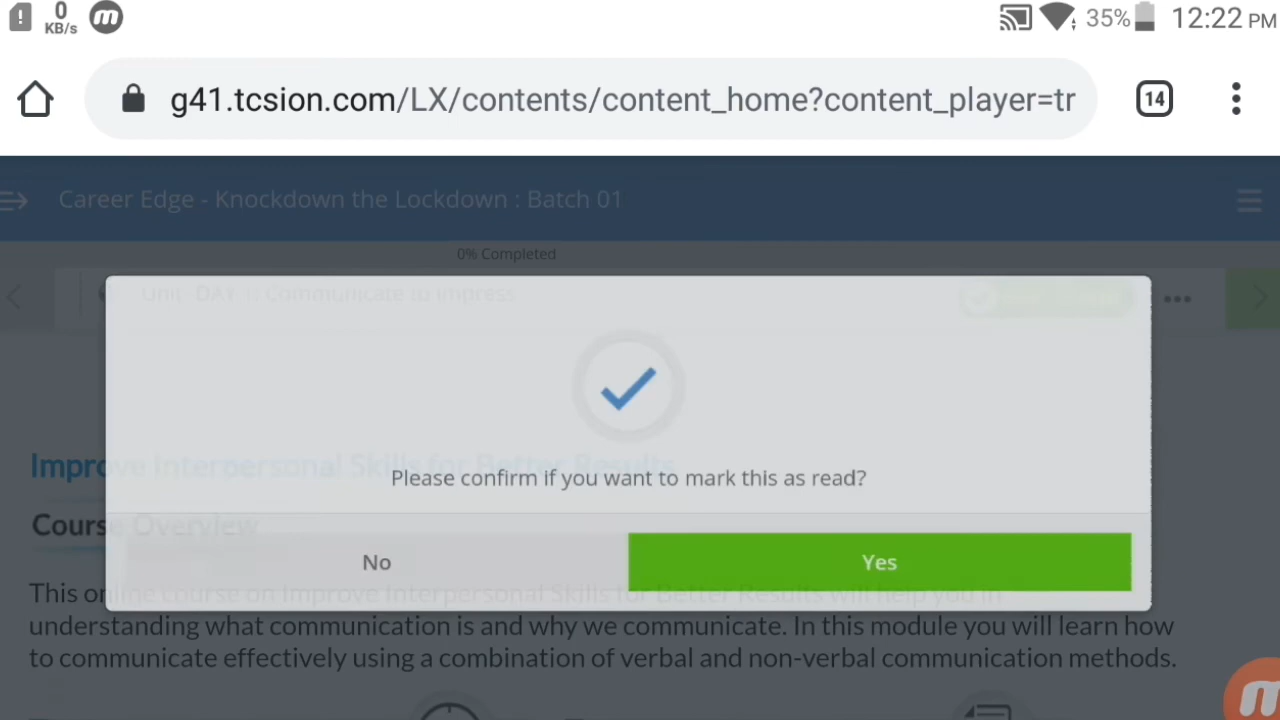 0
KB/s
35%
12:22 PM
g41.tcsion.com/LX/contents/content_home?content_player=tr
14
Career Edge - Knockdown the Lockdown : Batch 01
0% Completed
Unit- DAY 1: Communicate to Impress
Improve Interpersonal Skills for Better Results
Please confirm if you want to mark this as read?
Course Overview
No
Yes
This online course on Improve Interpersonal Skills for Better Results will help you in
understanding what communication is and why we communicate. In this module you will learn how
to communicate effectively using a combination of verbal and non-verbal communication methods.